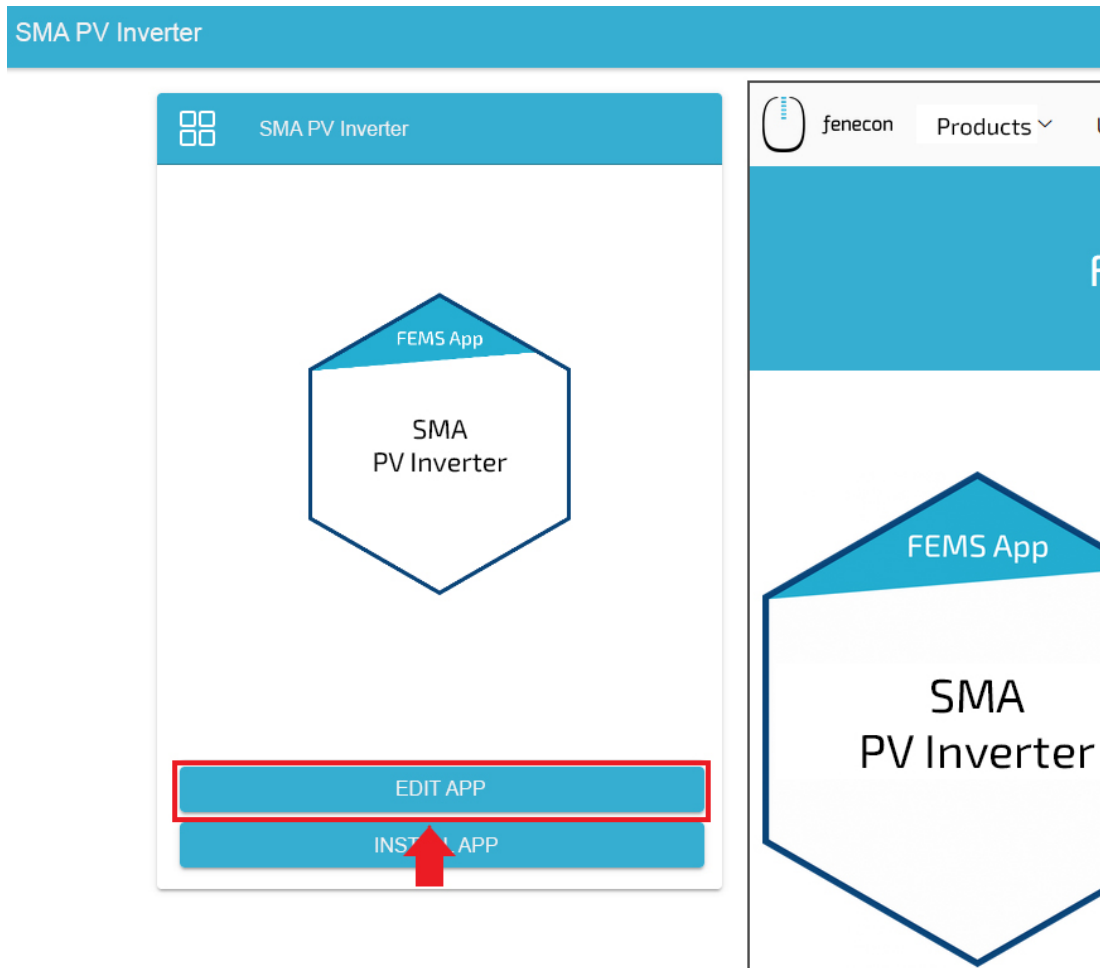 SMA PV Inverter
SMA PV Inverter
FEMS App
SMA
PV Inverter
EDIT APP
APP
fenecon
Products
FEMS App
SMA
PV Inverter